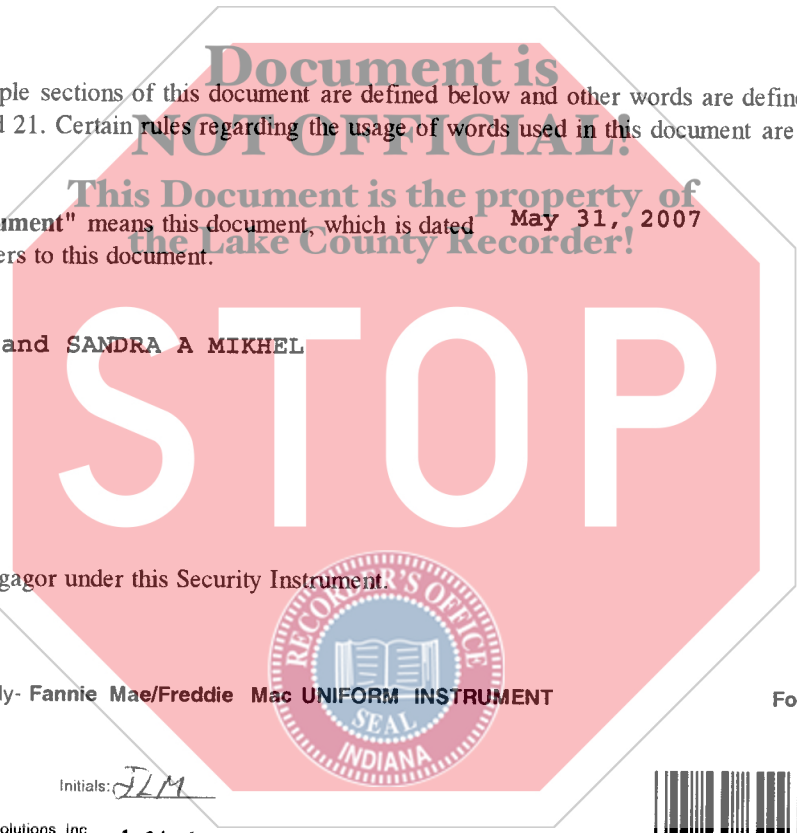 Document is
ple sections of this document are defined below and other words are define
d 21. Certain rules regarding the usage of words used in this document are
NOT OFFICIAL!
This Document is the property of
ument" means this document, which is dated May 31, 2007
the Lake County Recorder!
ers to this document.
and SANDRA A MIKHEL
STOP
gagor under this Security Instrument.
RECORDER'S OFFICE
ly- Fannie Mae/Freddie Mac UNIFORM INSTRUMENT
Fo
SEAL
INDIANA
Initials: JLM
olutions, Inc.